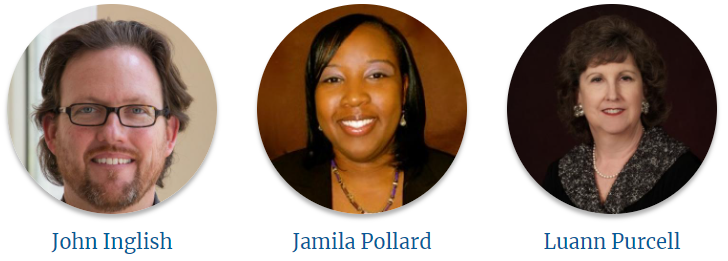 John Inglish
Jamila Pollard
Luann Purcell